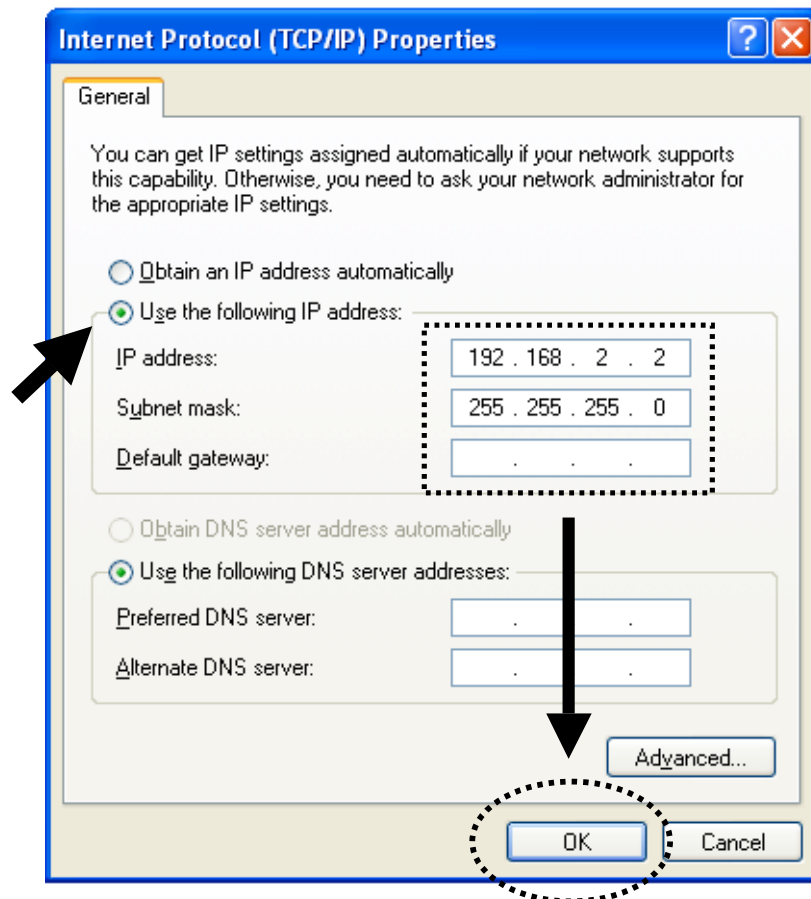 Internet Protocol (TCP/IP) Properties
General
You can get IP settings assigned automatically if your network supports
this capability. Otherwise, you need to ask your network administrator for
the appropriate IP settings.
Obtain an IP address automatically
Use the following IP address:
IP address: 192 . 168 . 2 . 2
Subnet mask: 255 . 255 . 255 . 0
Default gateway: . . .
Obtain DNS server address automatically
Use the following DNS server addresses:
Preferred DNS server: . .
Alternate DNS server: . .
Advanced...
OK Cancel